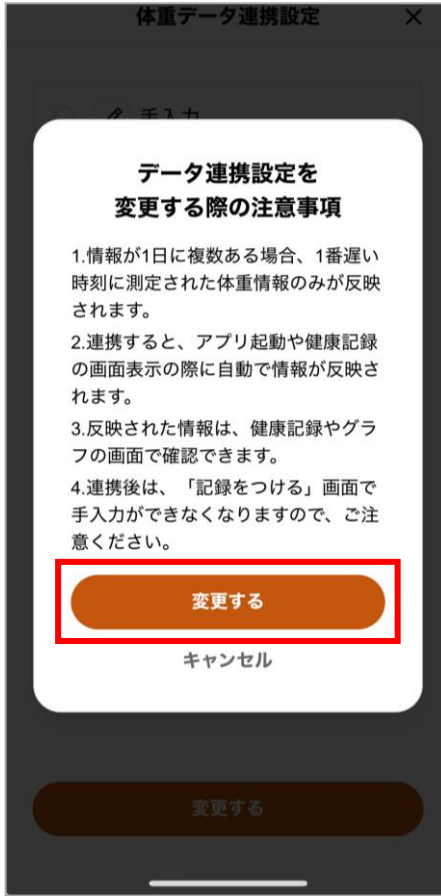 体重データ連携設定
手入力
データ連携設定を
変更する際の注意事項
1.情報が1日に複数ある場合、1番遅い
時刻に測定された体重情報のみが反映
されます。
2.連携すると、アプリ起動や健康記録
の画面表示の際に自動で情報が反映さ
れます。
3.反映された情報は、健康記録やグラ
フの画面で確認できます。
4.連携後は、「記録をつける」画面で
手入力ができなくなりますので、ご注
意ください。
変更する
キャンセル
変更する